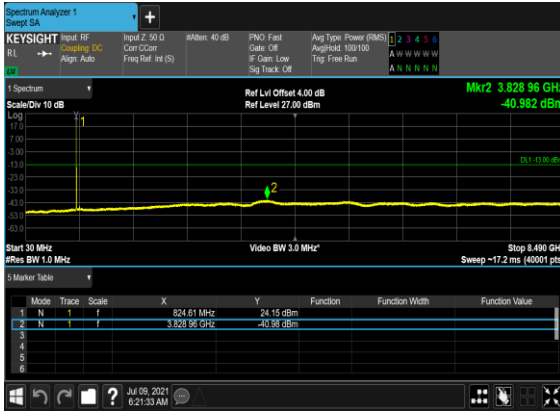 Spectrum Analyzer 1
Swept SA
+
KEYSIGHT Input: RF Input Z: 50 Ω #Atten: 40 dB PNO: Fast Avg Type: Power (RMS) 1 2 3 4 5 6
RL Coupling: DC Corr CCorr Gate: Off Avg|Hold: 100/100 A W W W W W
Align: Auto Freq Ref: Int (S) IF Gain: Low Trig: Free Run
Sig Track: Off A N N N N N
1 Spectrum Ref Lvl Offset 4.00 dB Mkr2 3.828 96 GHz
Scale/Div 10 dB Ref Level 27.00 dBm -40.982 dBm
Log
17.0
7.00
-3.00
-13.0 DL1 -13.00 dBm
-23.0
-33.0
-43.0
-53.0
-63.0
1
2
Start 30 MHz Video BW 3.0 MHz* Stop 8.490 GHz
#Res BW 1.0 MHz Sweep ~17.2 ms (40001 pts)
5 Marker Table
Mode Trace Scale X Y Function Function Width Function Value
1 N 1 f 824.61 MHz 24.15 dBm
2 N 1 f 3.828 96 GHz -40.98 dBm
3
4
5
6
? Jul 09, 2021
6:21:33 AM